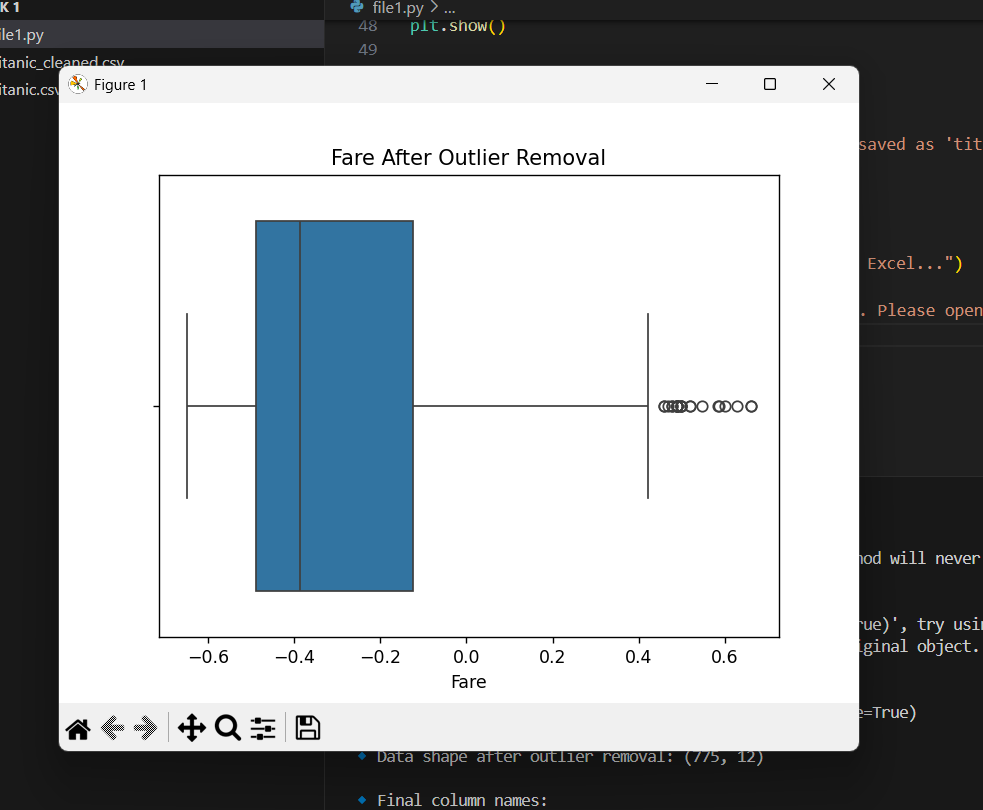 K 1
file1.py > ...
ile1.py
48 plt.show()
49
itanic_cleaned.csv
itanic.csv
Figure 1
saved as 'tit
Excel...")
. Please open
Fare After Outlier Removal
−0.6 −0.4 −0.2 0.0 0.2 0.4 0.6
Fare
nod will never
rue)', try usin
iginal object.
e=True)
Data shape after outlier removal: (775, 12)
Final column names: